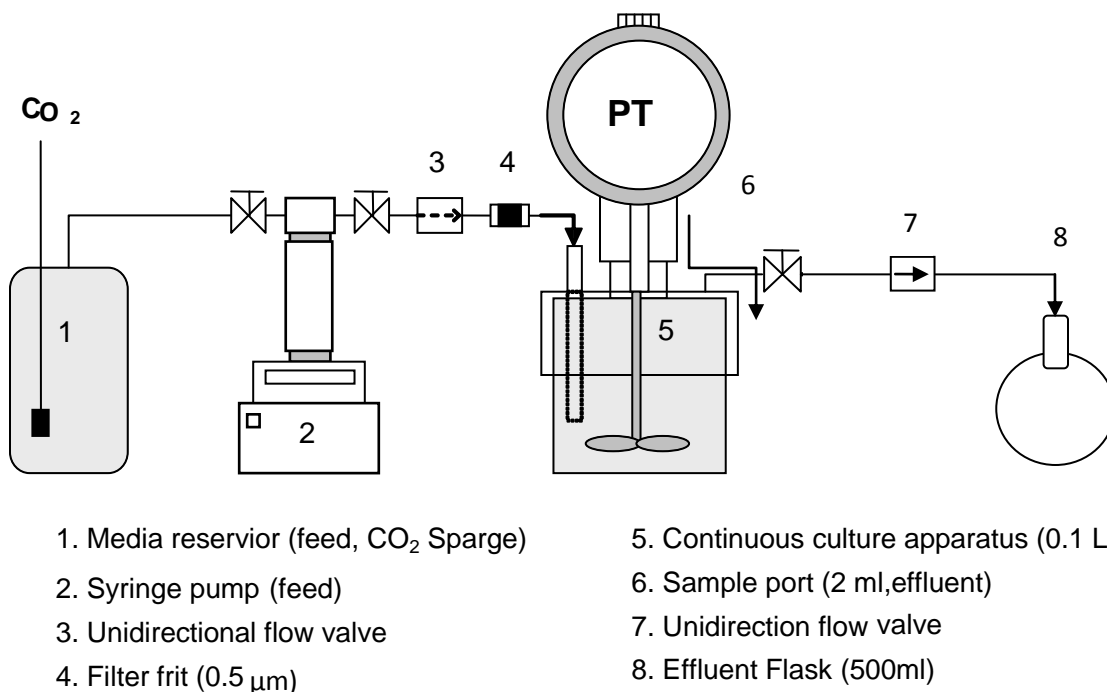 CO 2
PT
3
4
6
7
8
1
5
2
1. Media reservior (feed, CO2 Sparge)
2. Syringe pump (feed)
3. Unidirectional flow valve
4. Filter frit (0.5 μm)
5. Continuous culture apparatus (0.1 L
6. Sample port (2 ml,effluent)
7. Unidirection flow valve
8. Effluent Flask (500ml)